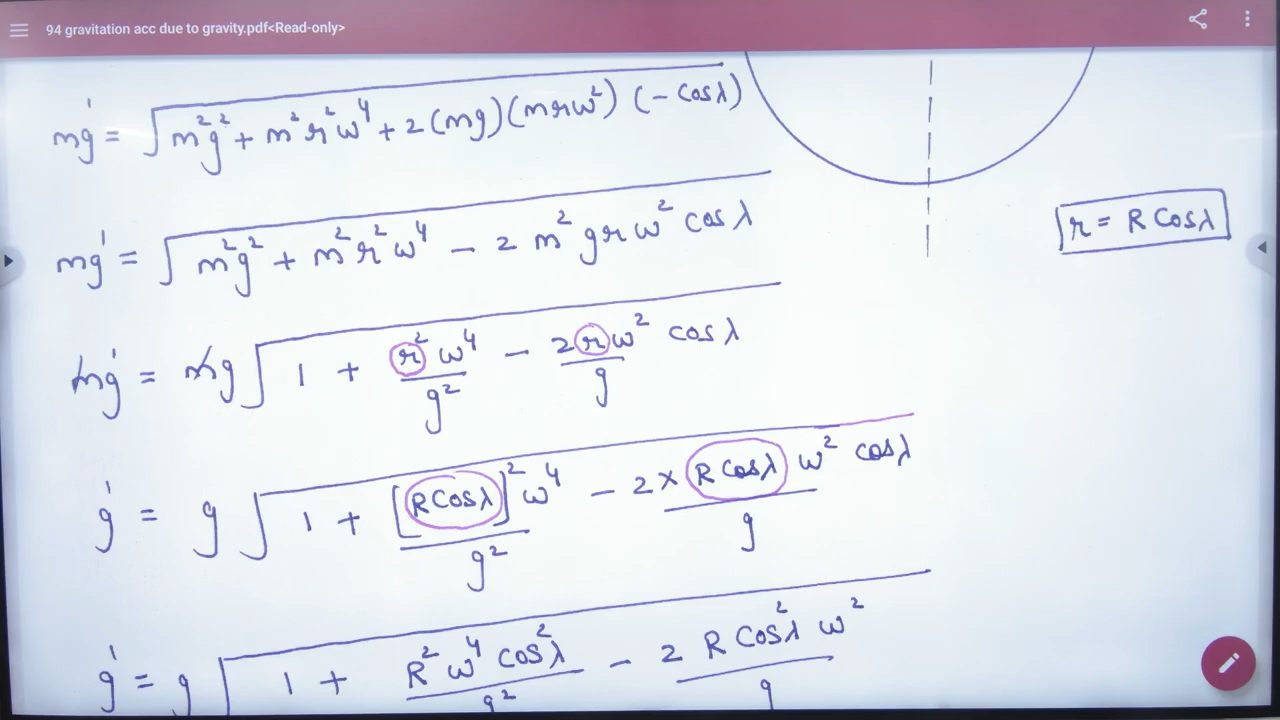 94 gravitation acc due to gravity.pdf<Read-only>
mg' = √(m²g² + m²r²ω⁴ + 2(mg)(mrω²)(-cosλ))
mg' = √(m²g² + m²r²ω⁴ - 2m²grω² cosλ)
r = R Cosλ
mg' = mg√(1 + r²ω⁴/g² - 2rω²/g cosλ)
g' = g√(1 + [R Cosλ]²ω⁴/g² - 2×R Cosλ ω² cosλ/g)
g' = g√(1 + R²ω⁴cos²λ/g² - 2 R Cos²λ ω²/g)